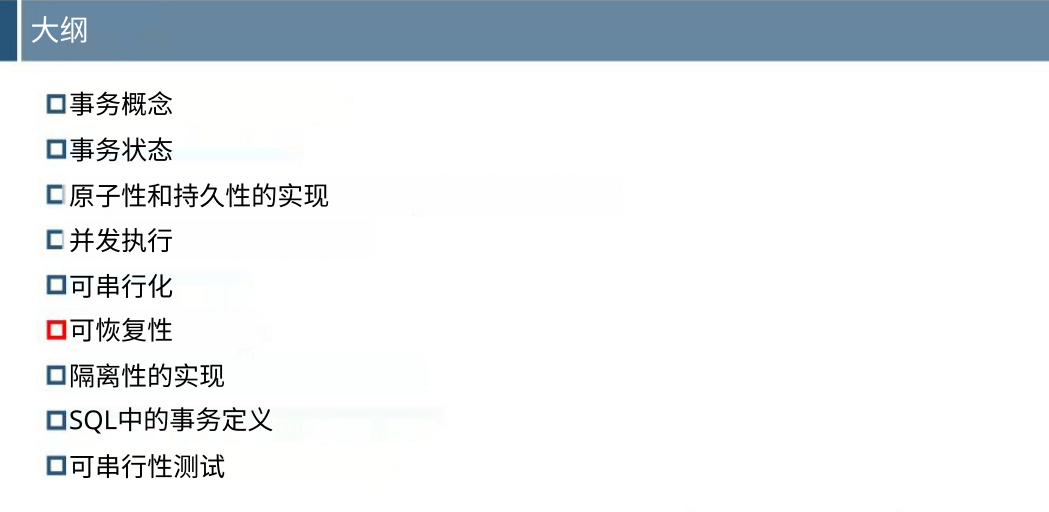 大纲
事务概念
事务状态
原子性和持久性的实现
并发执行
可串行化
可恢复性
隔离性的实现
SQL中的事务定义
可串行性测试